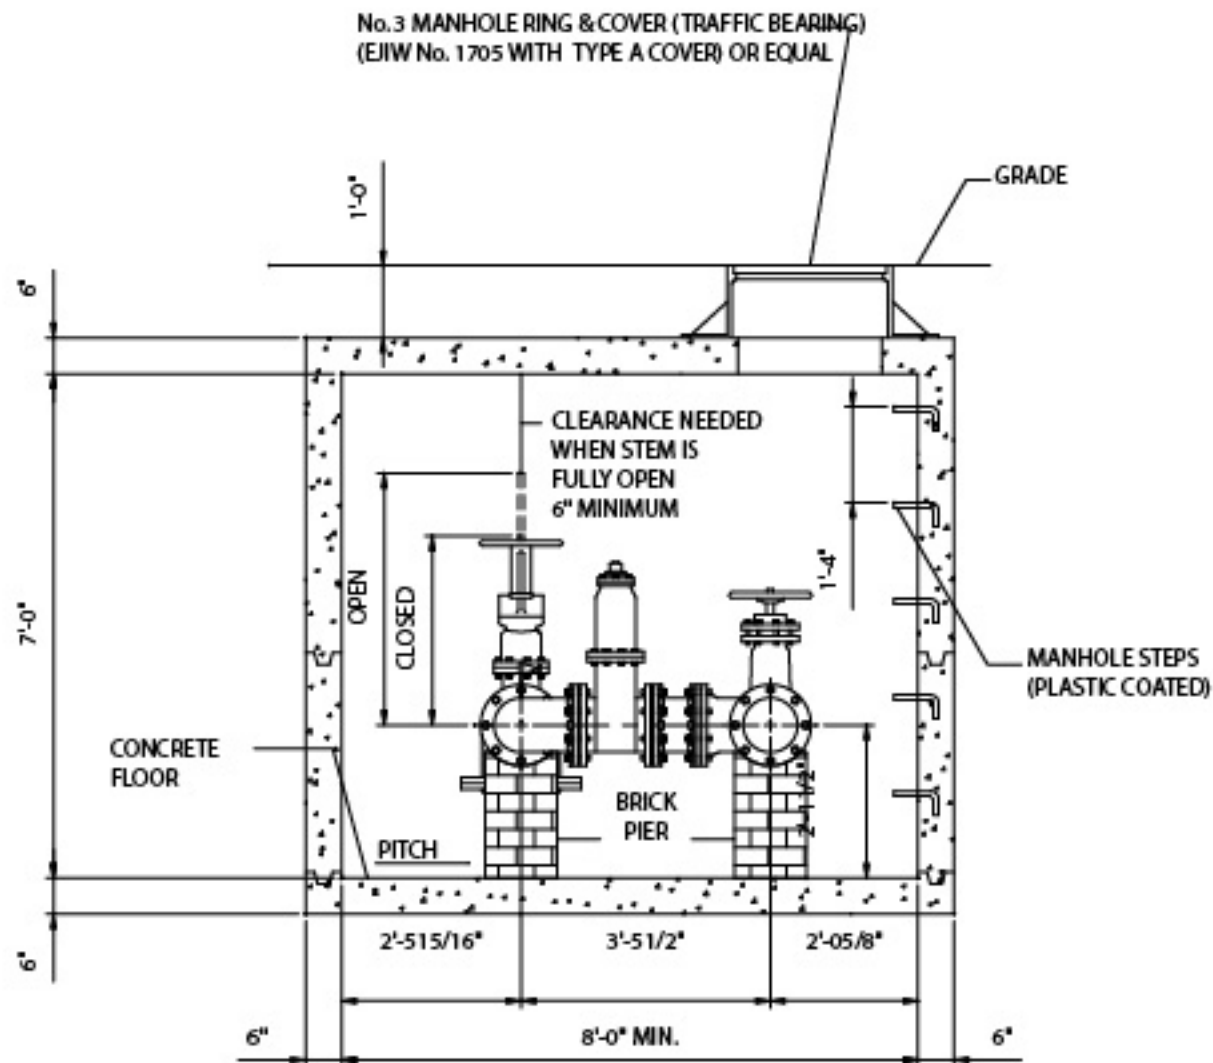 No.3 MANHOLE RING & COVER (TRAFFIC BEARING)
(EJIW No. 1705 WITH TYPE A COVER) OR EQUAL
1'-0"
GRADE
6"
CLEARANCE NEEDED
WHEN STEM IS
FULLY OPEN
6" MINIMUM
OPEN
CLOSED
1'-4"
7'-0"
MANHOLE STEPS
(PLASTIC COATED)
CONCRETE
FLOOR
BRICK
PIER
2'-1 1/2"
PITCH
2'-515/16"
3'-51/2"
2'-05/8"
6"
6"
8'-0" MIN.
6"